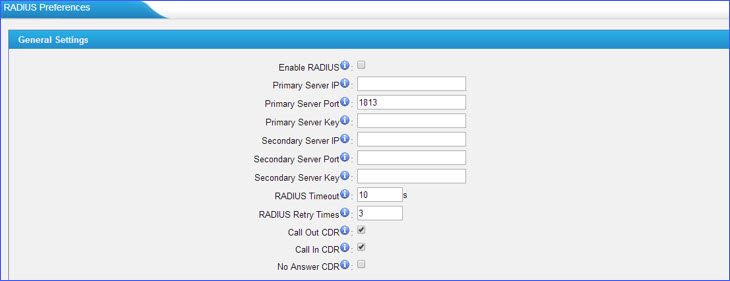 RADIUS Preferences
General Settings
Enable RADIUS :
Primary Server IP :
Primary Server Port : 1813
Primary Server Key :
Secondary Server IP :
Secondary Server Port :
Secondary Server Key :
RADIUS Timeout : 10 s
RADIUS Retry Times : 3
Call Out CDR :
Call In CDR :
No Answer CDR :